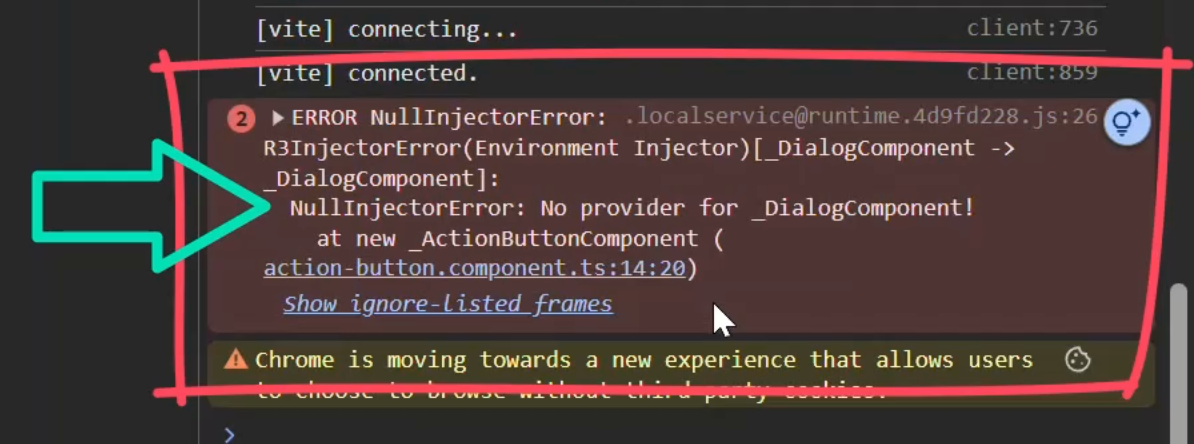 [vite] connecting... client:736
[vite] connected. client:859
2 ▶ERROR NullInjectorError: .localservice@runtime.4d9fd228.js:26
R3InjectorError(Environment Injector)[_DialogComponent ->
_DialogComponent]:
NullInjectorError: No provider for _DialogComponent!
at new _ActionButtonComponent (
action-button.component.ts:14:20)
Show ignore-listed frames
Chrome is moving towards a new experience that allows users
to choose to browse without third-party cookies.
>